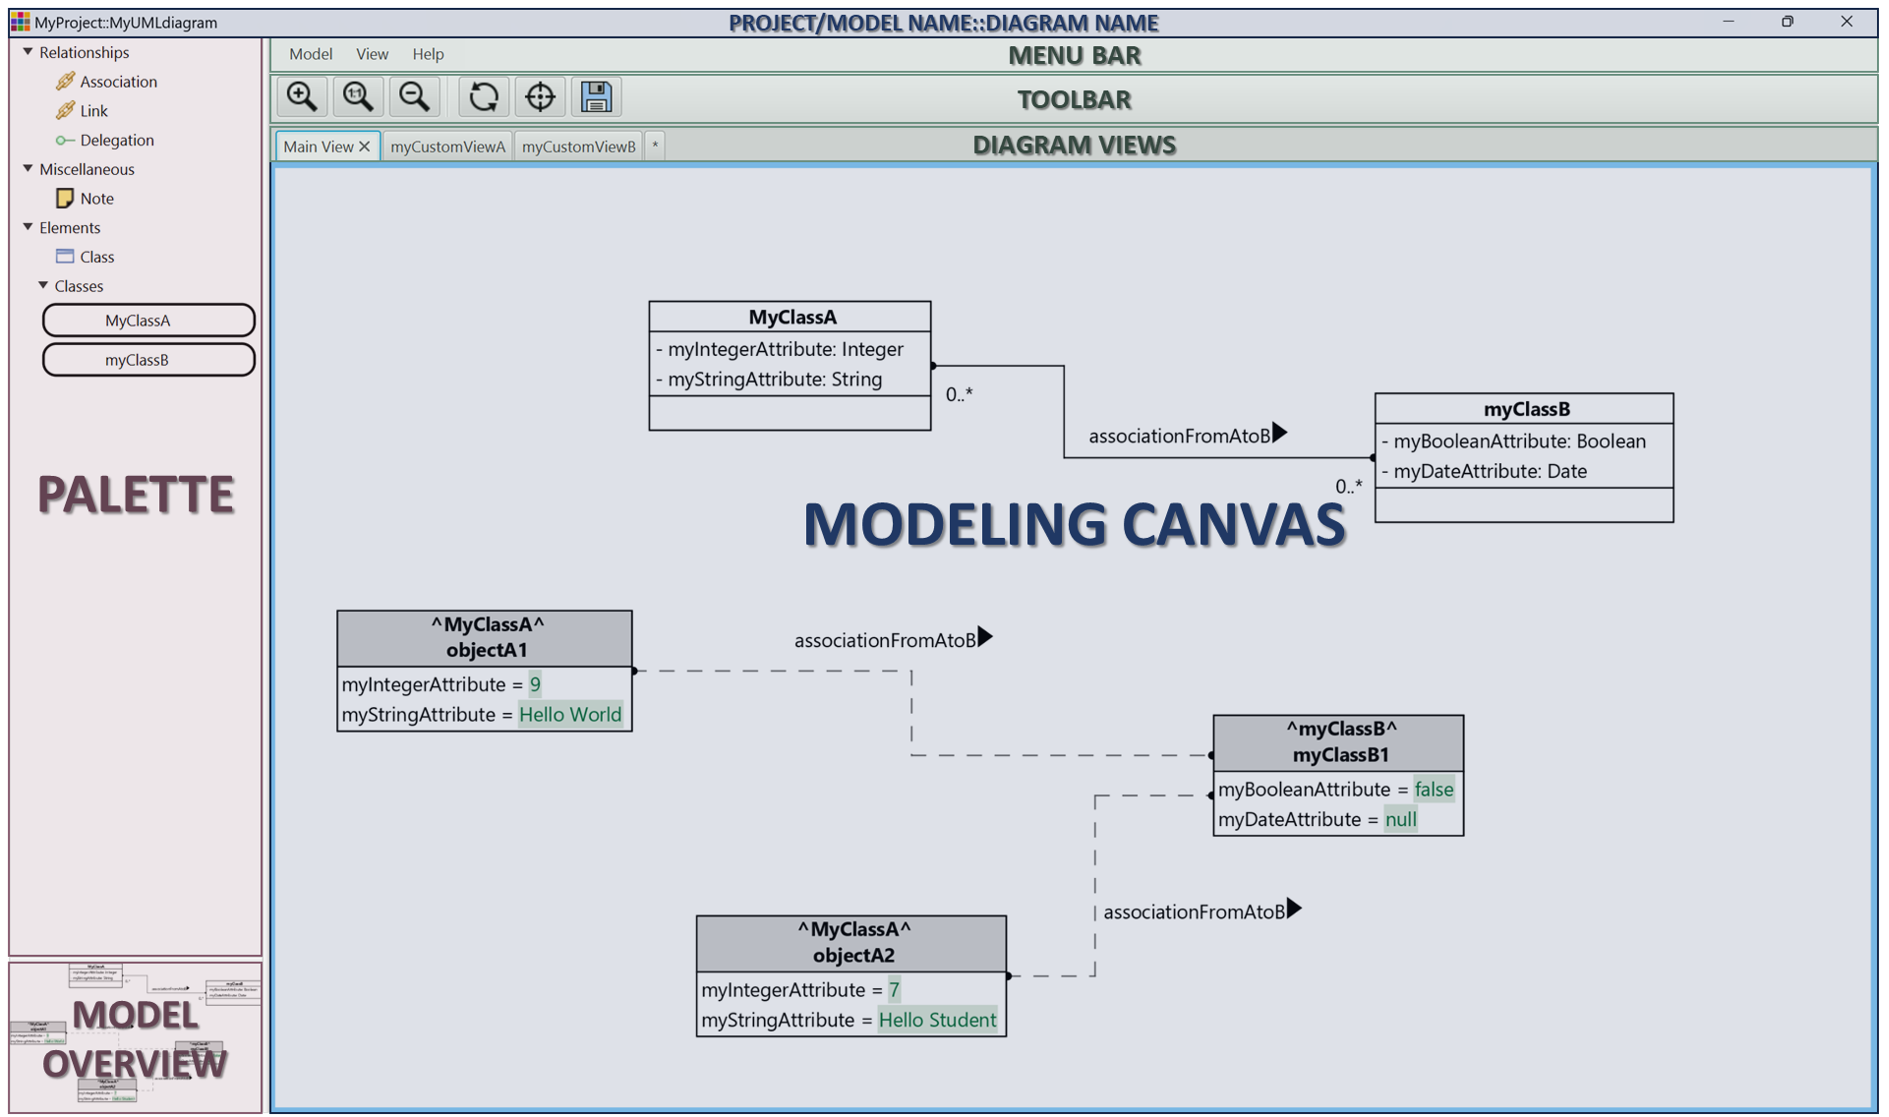 MyProject::MyUMLdiagram
PROJECT/MODEL NAME::DIAGRAM NAME
Relationships
Association
Link
Delegation
Miscellaneous
Note
Elements
Class
Classes
MyClassA
myClassB
PALETTE
Model View Help
MENU BAR
1:1
TOOLBAR
Main View myCustomViewA myCustomViewB *
DIAGRAM VIEWS
MyClassA
- myIntegerAttribute: Integer
- myStringAttribute: String
0..*
associationFromAtoB
0..*
myClassB
- myBooleanAttribute: Boolean
- myDateAttribute: Date
MODELING CANVAS
^MyClassA^
objectA1
myIntegerAttribute = 9
myStringAttribute = Hello World
associationFromAtoB
^myClassB^
myClassB1
myBooleanAttribute = false
myDateAttribute = null
associationFromAtoB
^MyClassA^
objectA2
myIntegerAttribute = 7
myStringAttribute = Hello Student
MODEL
OVERVIEW